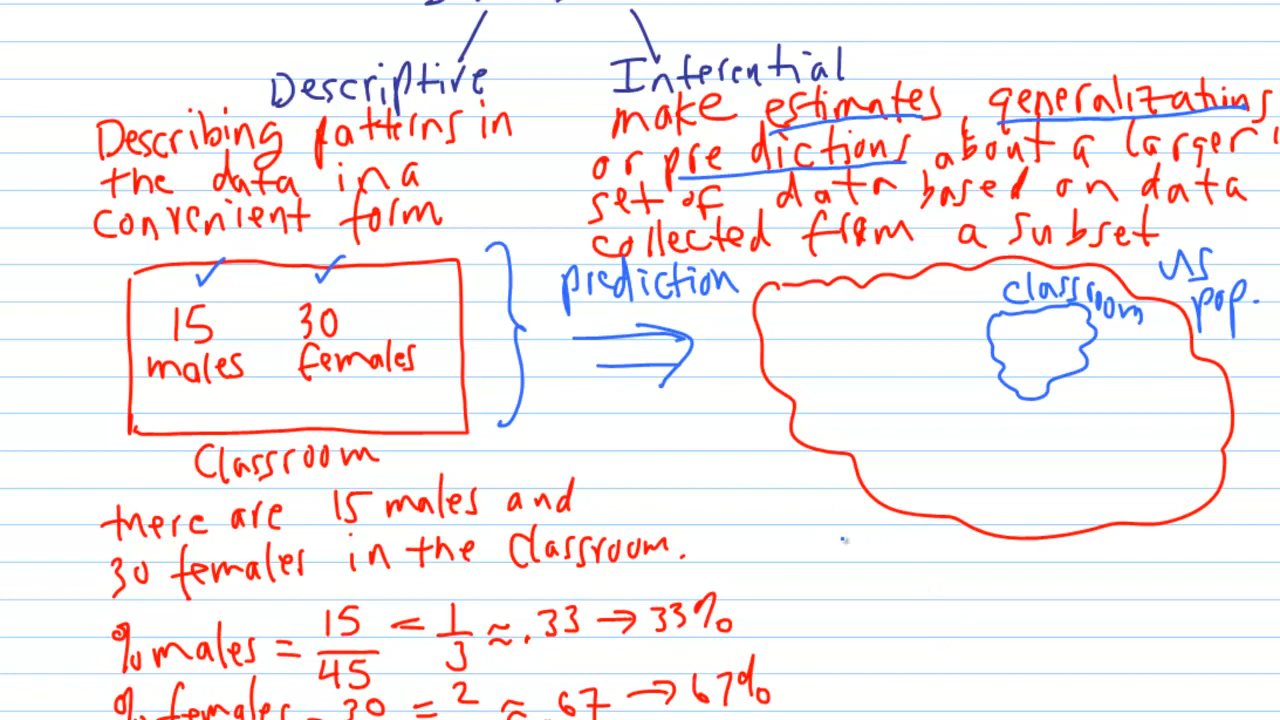 Descriptive
Inferential
Describing patterns in
the data in a
convenient form
make estimates, generalizations
or predictions about a larger
set of data based on data
collected from a subset
15 30
males females
Classroom
prediction
classroom
US
pop.
there are 15 males and
30 females in the classroom.
% males = 15/45 = 1/3 ≈ .33 → 33%
% females = 30 = 2 ≈ .67 → 67%